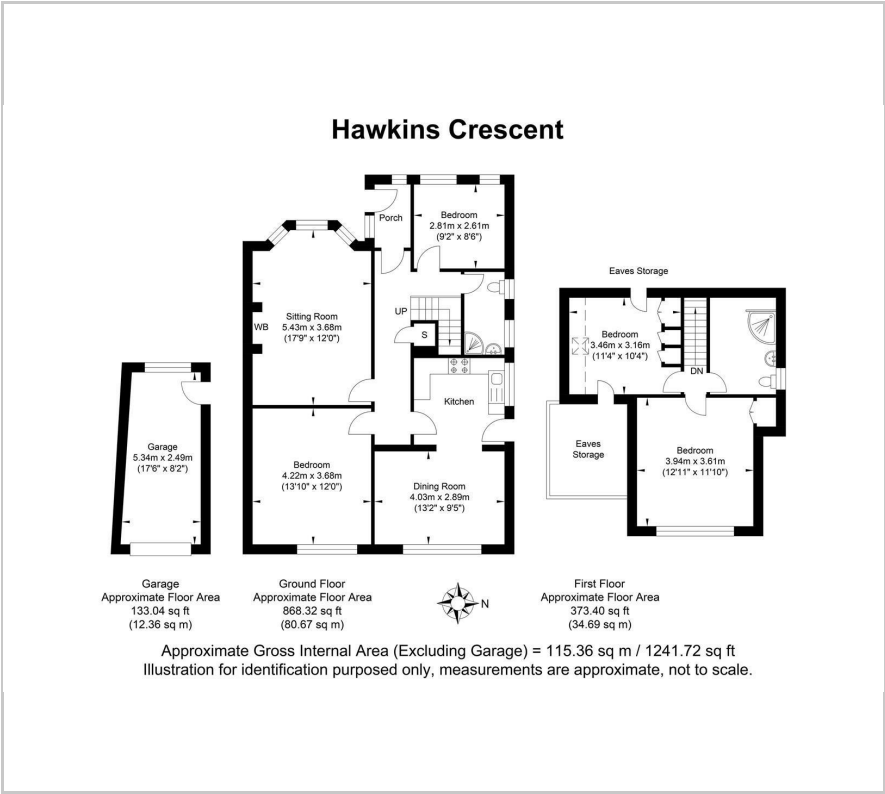 Hawkins Crescent
Porch
Bedroom
2.81m x 2.61m
(9'2" x 8'6")
Sitting Room
5.43m x 3.68m
(17'9" x 12'0")
WB
UP
S
Kitchen
Bedroom
4.22m x 3.68m
(13'10" x 12'0")
Dining Room
4.03m x 2.89m
(13'2" x 9'5")
Garage
5.34m x 2.49m
(17'6" x 8'2")
Eaves Storage
Bedroom
3.46m x 3.16m
(11'4" x 10'4")
DN
Eaves
Storage
Bedroom
3.94m x 3.61m
(12'11" x 11'10")
Garage
Approximate Floor Area
133.04 sq ft
(12.36 sq m)
Ground Floor
Approximate Floor Area
868.32 sq ft
(80.67 sq m)
N
First Floor
Approximate Floor Area
373.40 sq ft
(34.69 sq m)
Approximate Gross Internal Area (Excluding Garage) = 115.36 sq m / 1241.72 sq ft
Illustration for identification purposed only, measurements are approximate, not to scale.